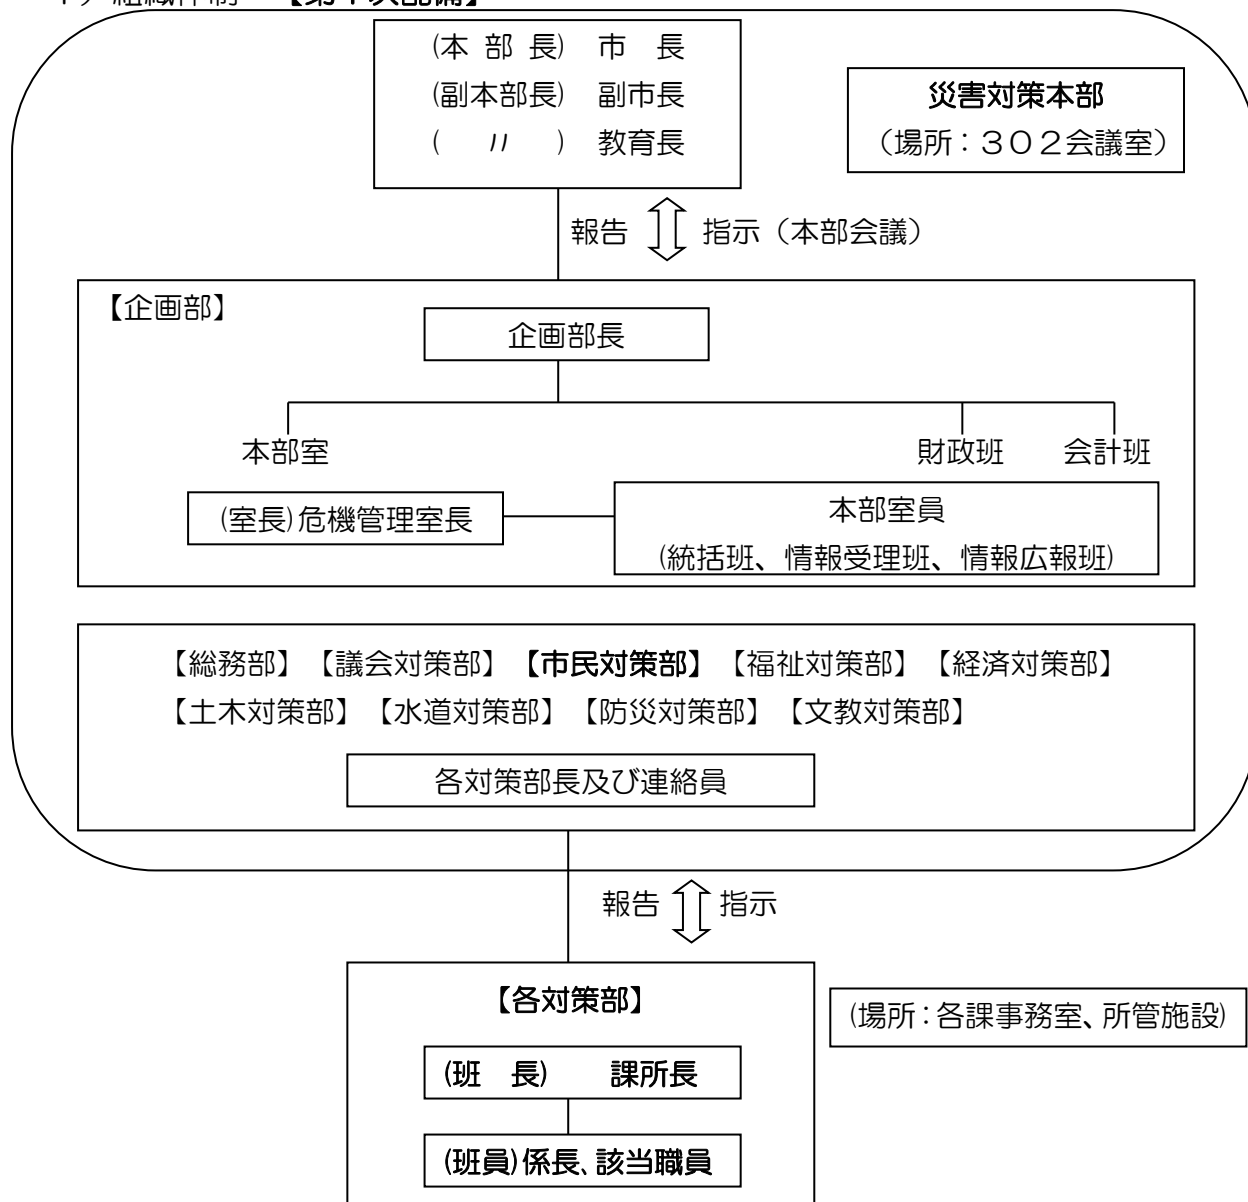 (本 部 長) 市 長
(副本部長) 副市長
( 〃 ) 教育長
災害対策本部
(場所：３０２会議室)
報告 指示（本部会議）
【企画部】
企画部長
本部室 財政班 会計班
(室長)危機管理室長
本部室員
(統括班、情報受理班、情報広報班)
【総務部】【議会対策部】【市民対策部】【福祉対策部】【経済対策部】
【土木対策部】【水道対策部】【防災対策部】【文教対策部】
各対策部長及び連絡員
報告 指示
【各対策部】
(場所：各課事務室、所管施設)
(班 長) 課所長
(班員)係長、該当職員